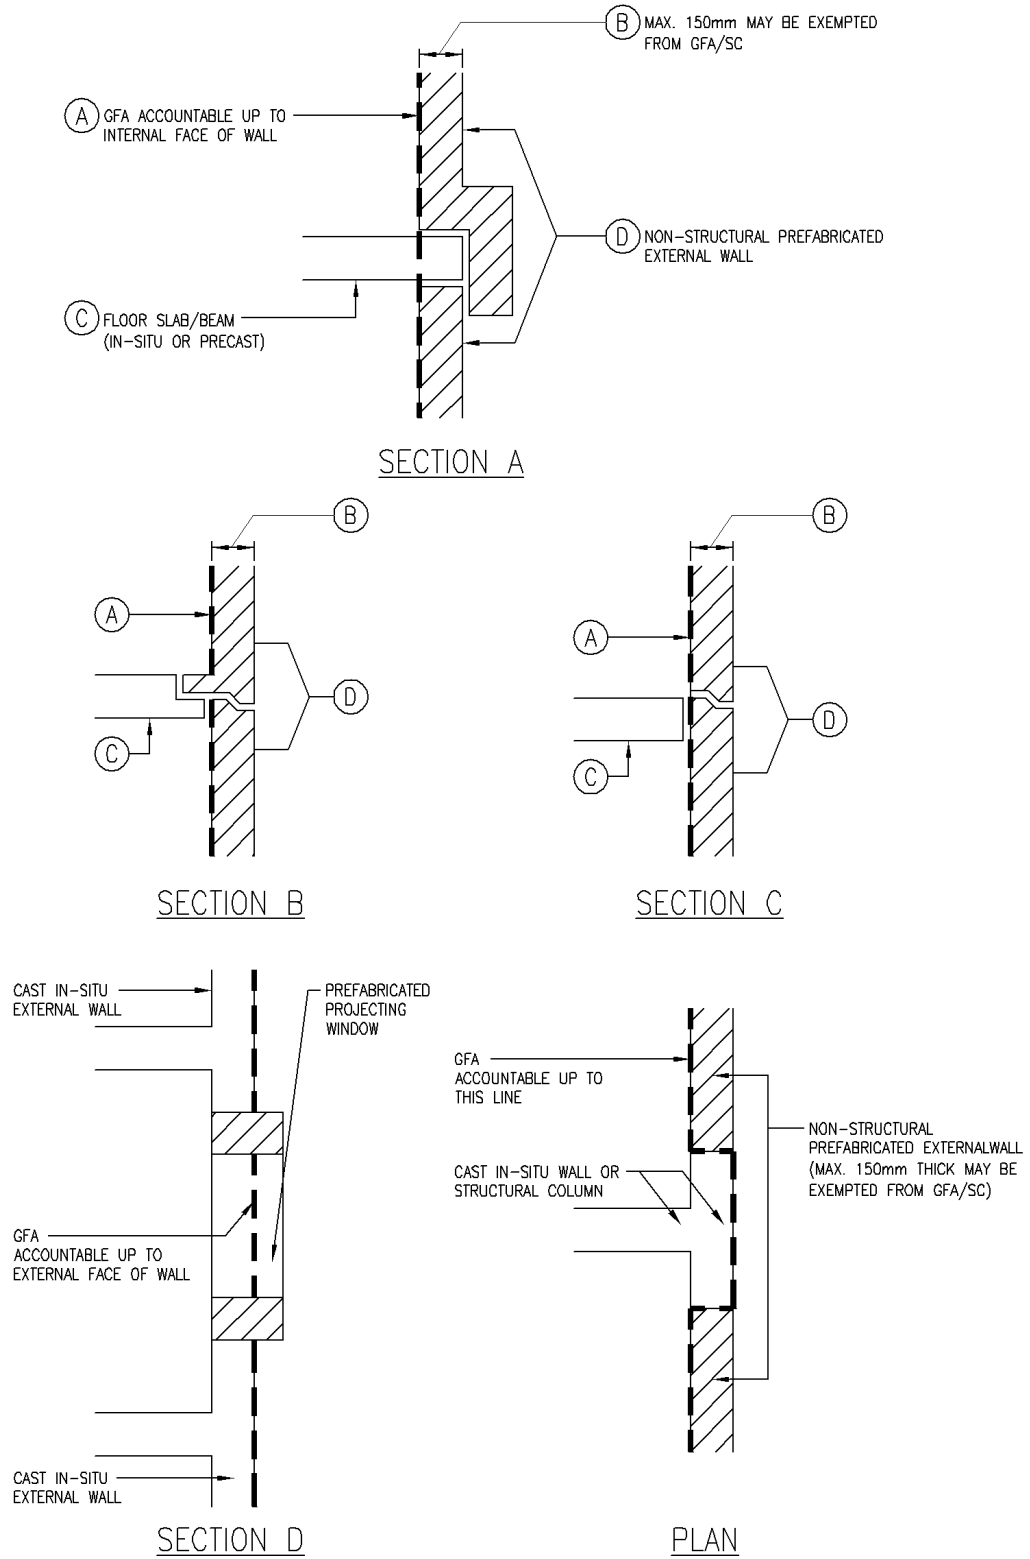 B MAX. 150mm MAY BE EXEMPTED
FROM GFA/SC
A GFA ACCOUNTABLE UP TO
INTERNAL FACE OF WALL
D NON-STRUCTURAL PREFABRICATED
EXTERNAL WALL
C FLOOR SLAB/BEAM
(IN-SITU OR PRECAST)
SECTION A
B
A
D
C
SECTION B
B
A
D
C
SECTION C
CAST IN-SITU
EXTERNAL WALL
PREFABRICATED
PROJECTING
WINDOW
GFA
ACCOUNTABLE UP TO
EXTERNAL FACE OF WALL
CAST IN-SITU
EXTERNAL WALL
SECTION D
GFA
ACCOUNTABLE UP TO
THIS LINE
NON-STRUCTURAL
PREFABRICATED EXTERNALWALL
(MAX. 150mm THICK MAY BE
EXEMPTED FROM GFA/SC)
CAST IN-SITU WALL OR
STRUCTURAL COLUMN
PLAN